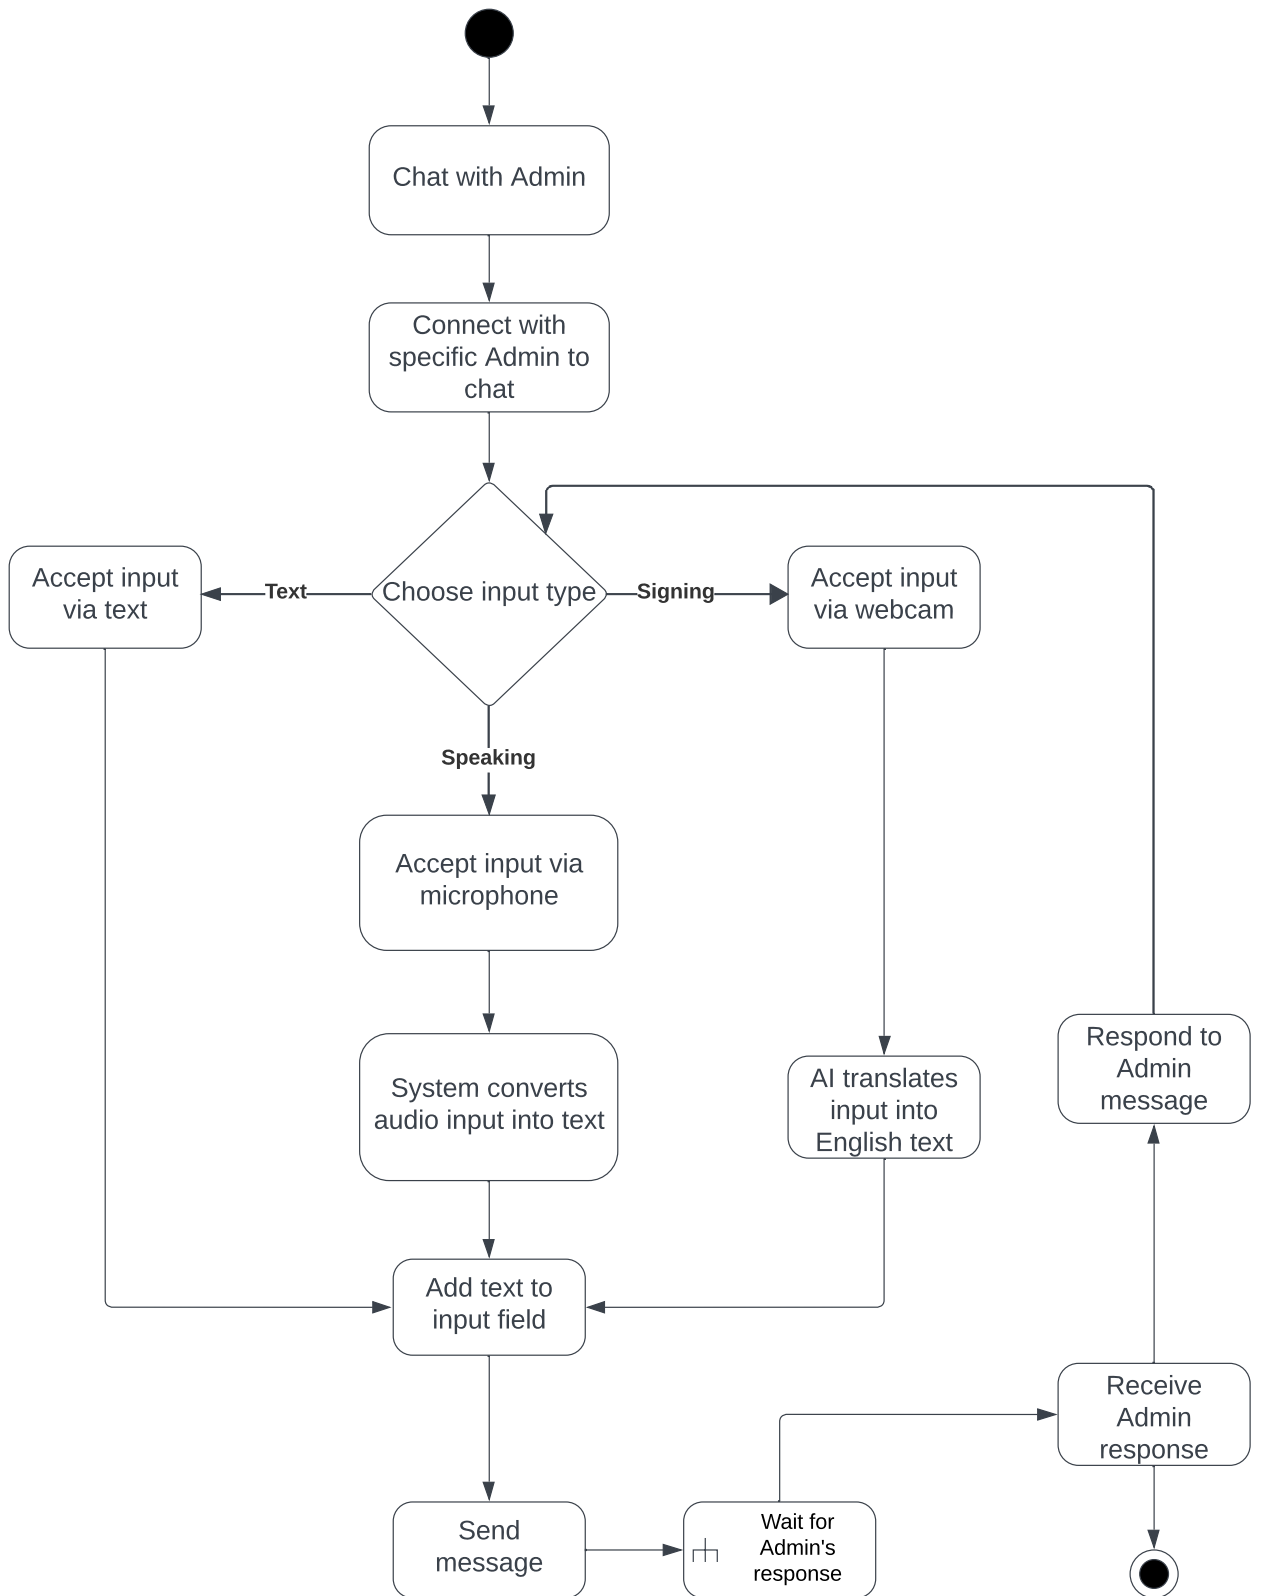 Chat with Admin
Connect with
specific Admin to
chat
Accept input
via text
Text
Choose input type
Signing
Accept input
via webcam
Speaking
Accept input via
microphone
System converts
audio input into text
AI translates
input into
English text
Respond to
Admin
message
Add text to
input field
Receive
Admin
response
Send
message
Wait for
Admin's
response